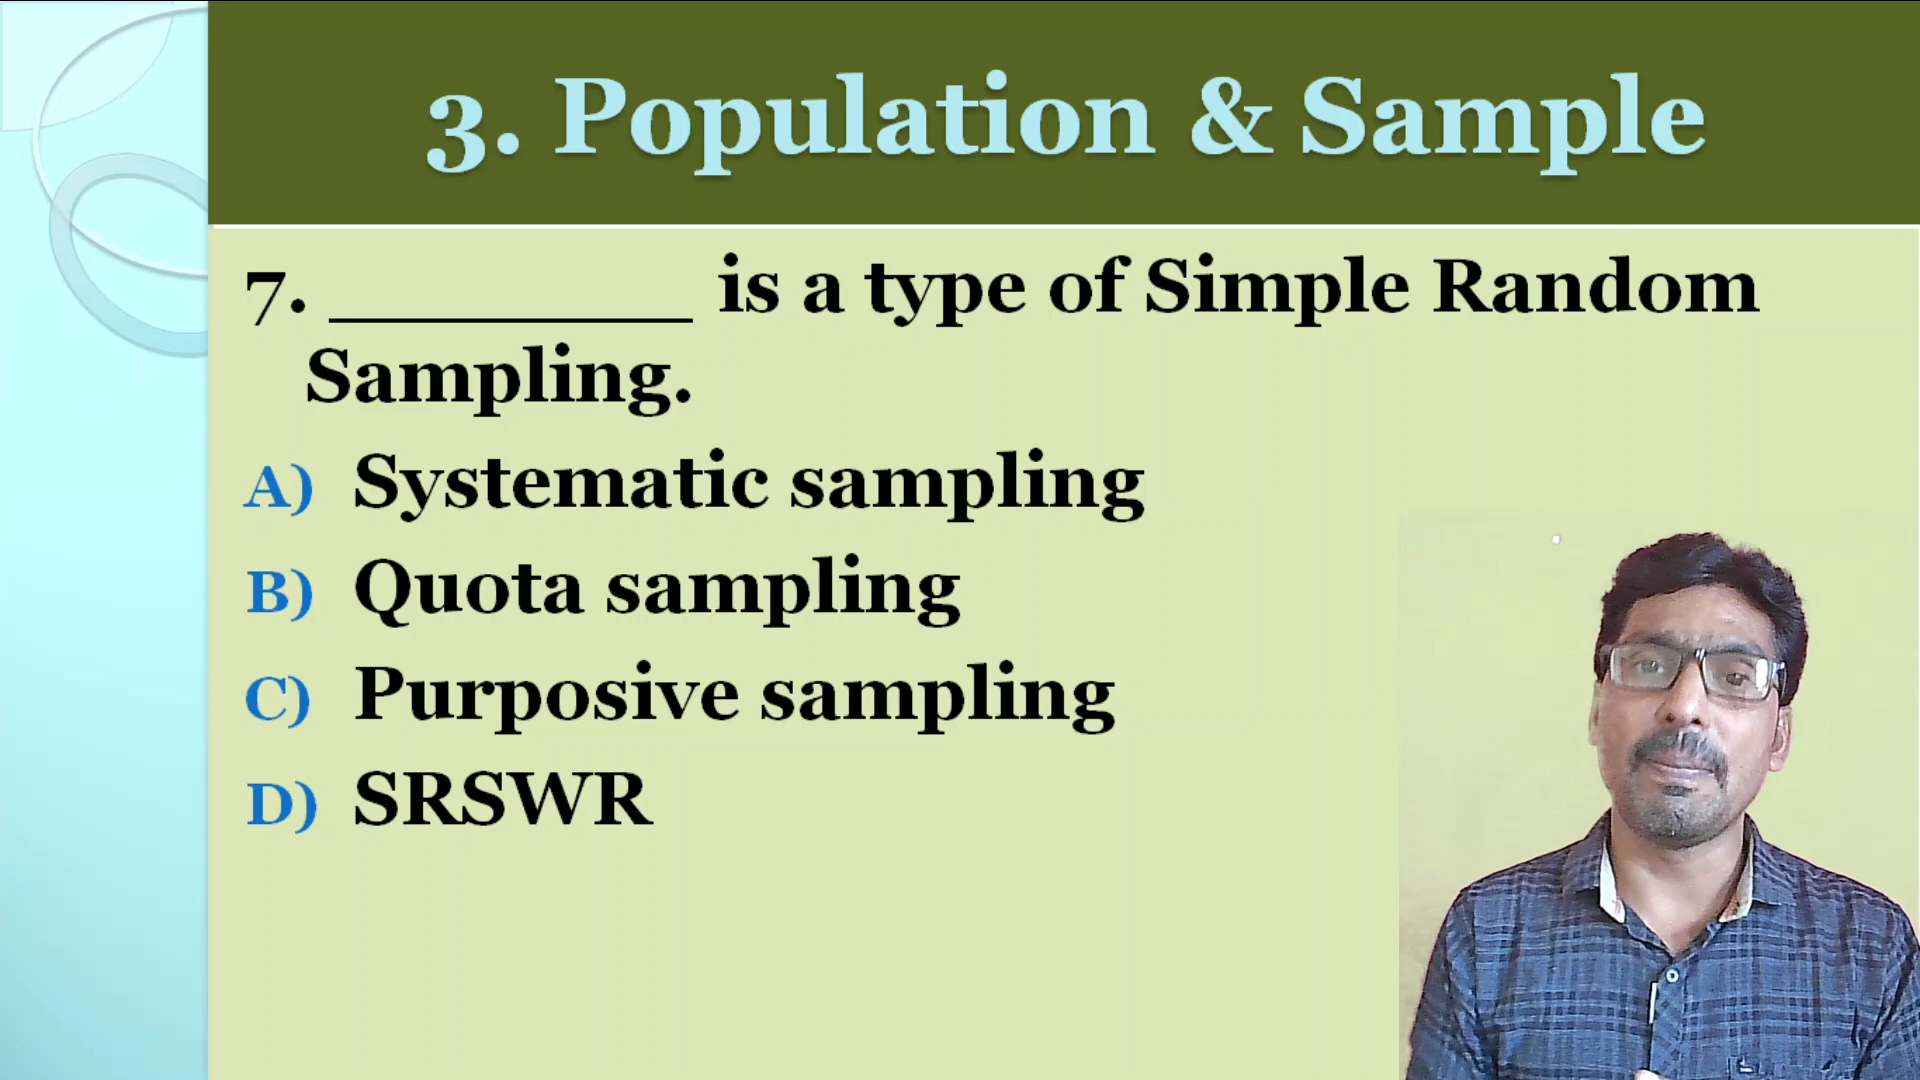 3. Population & Sample
7. __________ is a type of Simple Random
Sampling.
A) Systematic sampling
B) Quota sampling
C) Purposive sampling
D) SRSWR